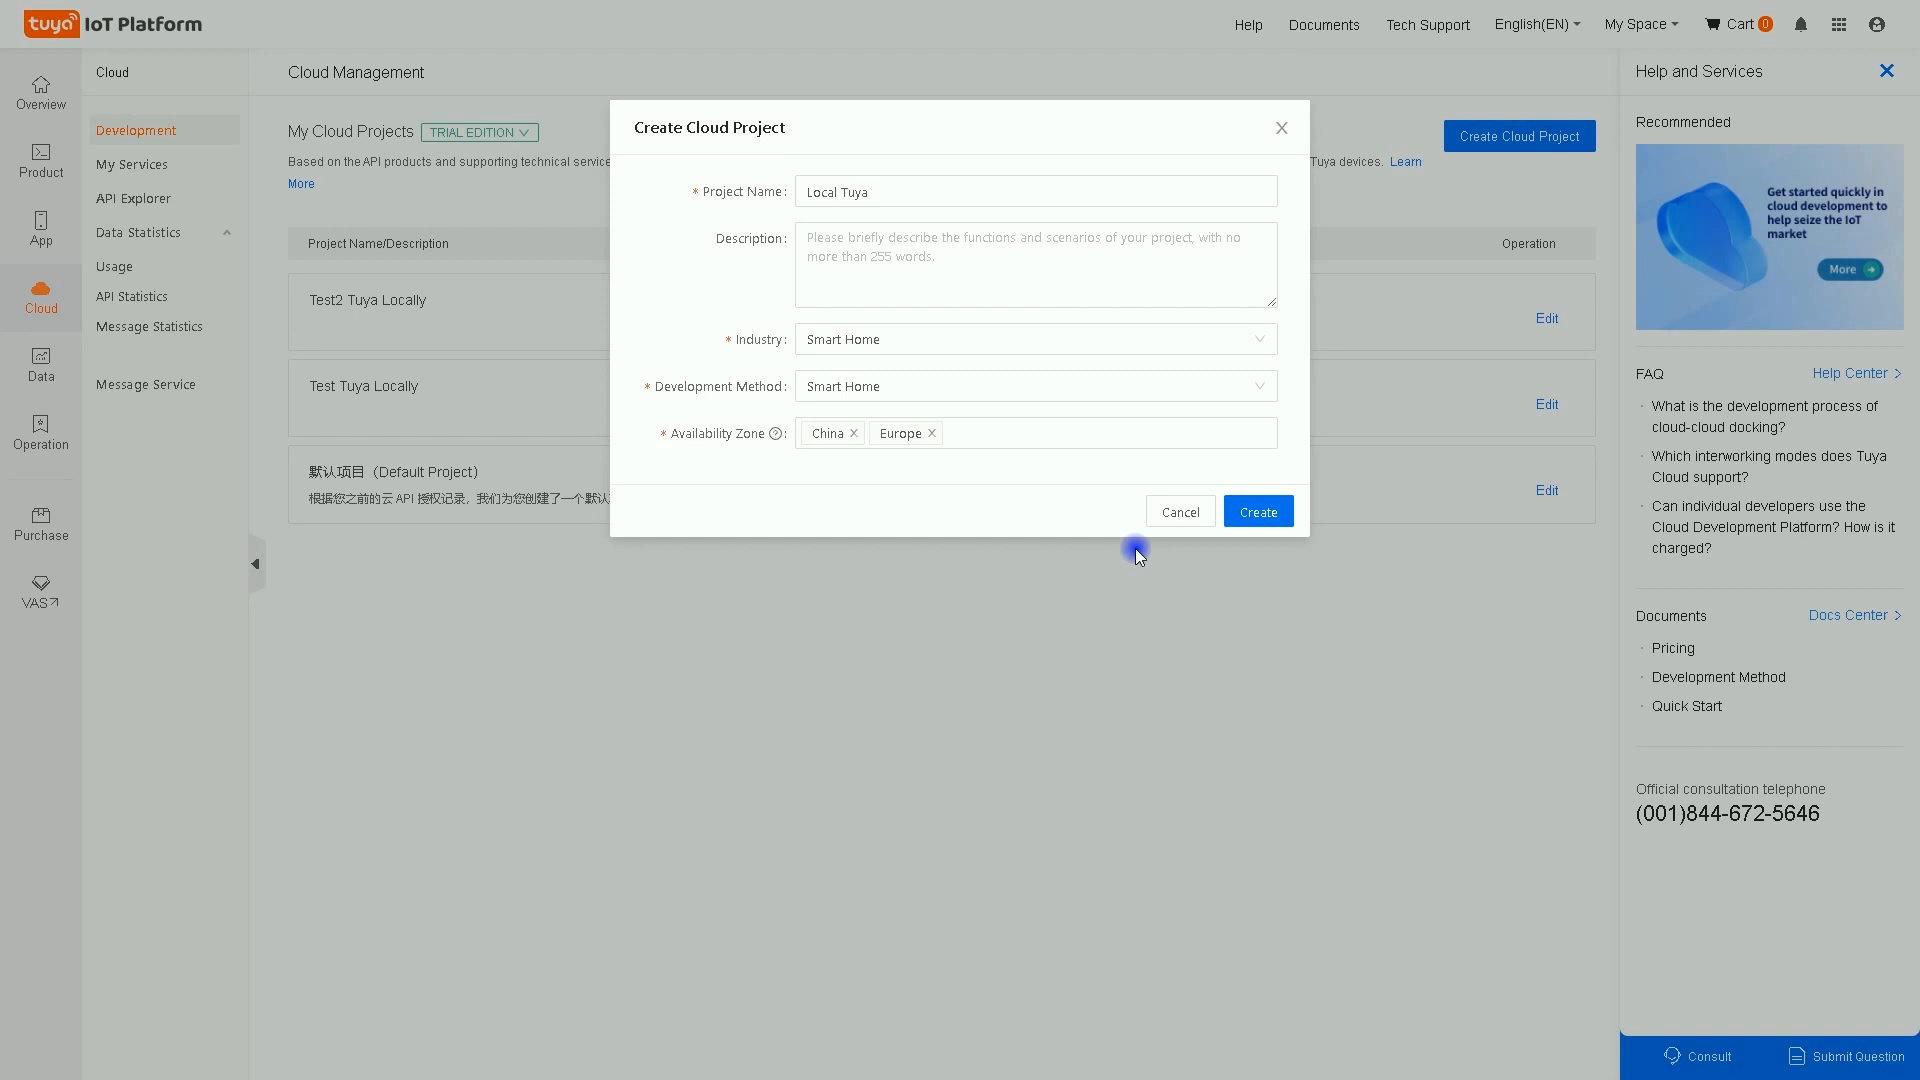 tuya IoT Platform
Help
Documents
Tech Support
English(EN)
My Space
Cart 0
Overview
Product
App
Cloud
Data
Operation
Purchase
VAS
Cloud
Development
My Services
API Explorer
Data Statistics
Usage
API Statistics
Message Statistics
Message Service
Cloud Management
My Cloud Projects TRIAL EDITION
Based on the API products and supporting technical service
Tuya devices. Learn
More
Create Cloud Project
Project Name/Description
Operation
Test2 Tuya Locally
Edit
Test Tuya Locally
Edit
默认项目（Default Project）
根据您之前的云 API 授权记录，我们为您创建了一个默认
Edit
Create Cloud Project
* Project Name: Local Tuya
Description: Please briefly describe the functions and scenarios of your project, with no
more than 255 words.
* Industry: Smart Home
* Development Method: Smart Home
* Availability Zone ?: China Europe
Cancel
Create
Help and Services
Recommended
Get started quickly in
cloud development to
help seize the IoT
market
More
FAQ
Help Center >
· What is the development process of
cloud-cloud docking?
· Which interworking modes does Tuya
Cloud support?
· Can individual developers use the
Cloud Development Platform? How is it
charged?
Documents
Docs Center >
· Pricing
· Development Method
· Quick Start
Official consultation telephone
(001)844-672-5646
Consult
Submit Question